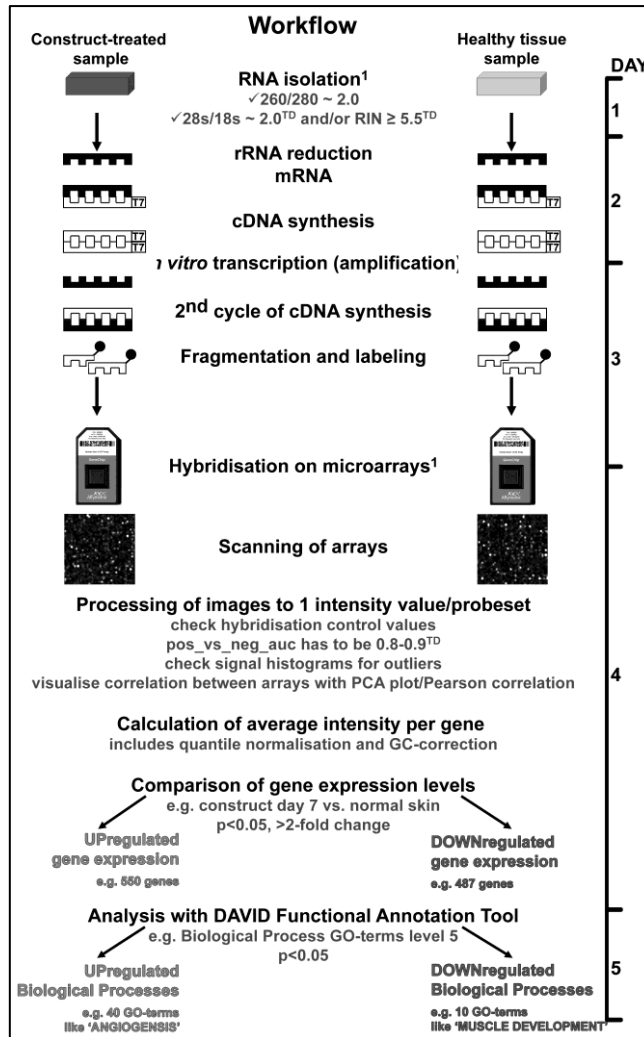 Workflow
Construct-treated
sample
Healthy tissue
sample
DAY
RNA isolation1
✓260/280 ~ 2.0
✓28s/18s ~ 2.0TD and/or RIN ≥ 5.5TD
1
rRNA reduction
mRNA
T7
T7
2
cDNA synthesis
T7
T7
T7
T7
n vitro transcription (amplification)
2nd cycle of cDNA synthesis
Fragmentation and labeling
3
Hybridisation on microarrays1
Scanning of arrays
Processing of images to 1 intensity value/probeset
check hybridisation control values
pos_vs_neg_auc has to be 0.8-0.9TD
check signal histograms for outliers
visualise correlation between arrays with PCA plot/Pearson correlation
4
Calculation of average intensity per gene
includes quantile normalisation and GC-correction
Comparison of gene expression levels
e.g. construct day 7 vs. normal skin
p<0.05, >2-fold change
UPregulated
gene expression
e.g. 550 genes
DOWNregulated
gene expression
e.g. 487 genes
Analysis with DAVID Functional Annotation Tool
e.g. Biological Process GO-terms level 5
p<0.05
5
UPregulated
Biological Processes
e.g. 40 GO-terms
like 'ANGIOGENSIS'
DOWNregulated
Biological Processes
e.g. 10 GO-terms
like 'MUSCLE DEVELOPMENT'